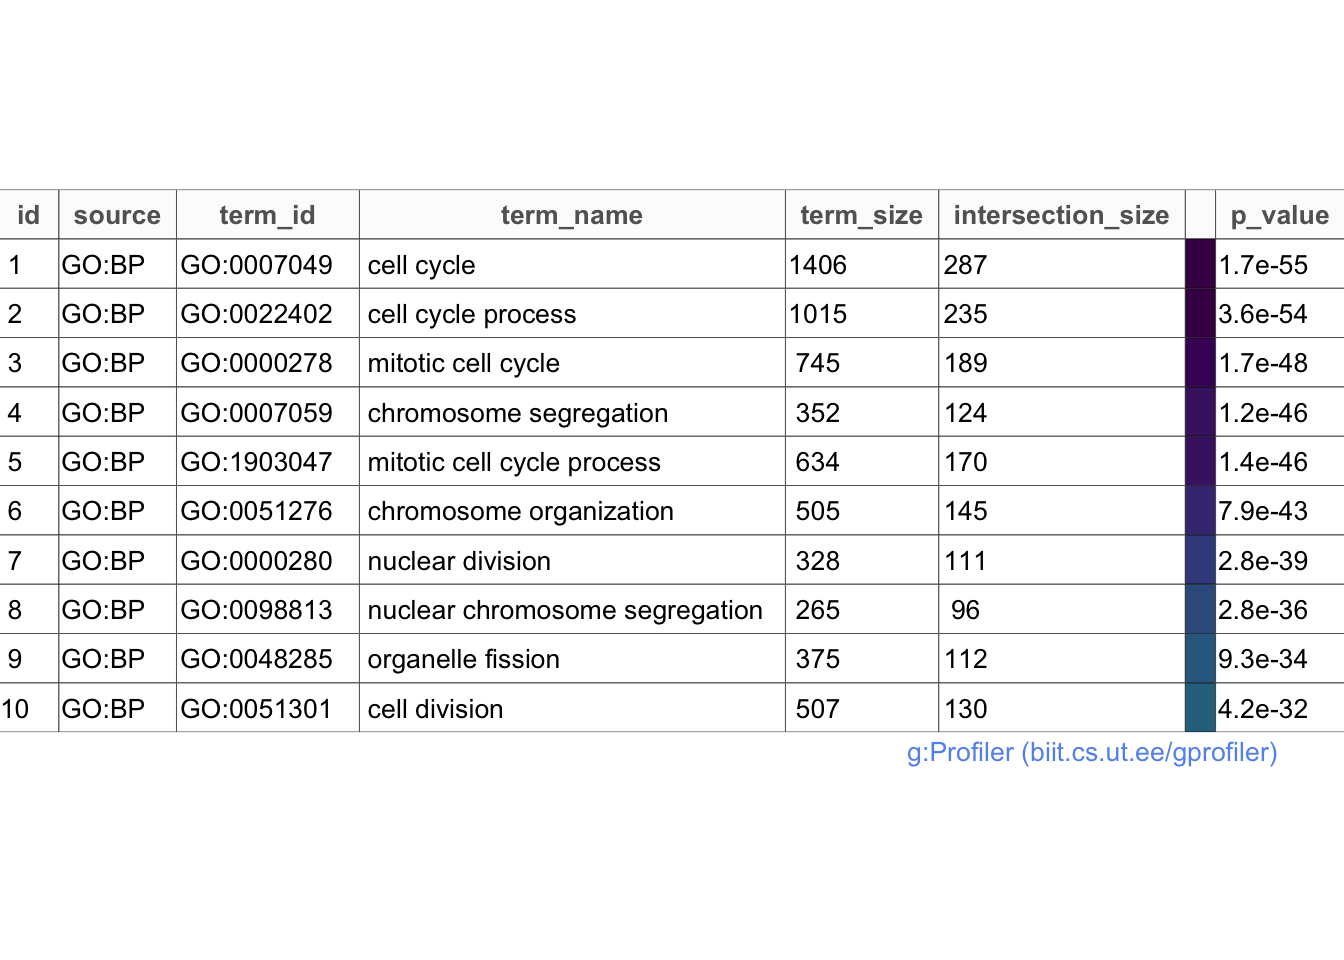 id source term_id term_name term_size intersection_size p_value
1 GO:BP GO:0007049 cell cycle 1406 287 1.7e-55
2 GO:BP GO:0022402 cell cycle process 1015 235 3.6e-54
3 GO:BP GO:0000278 mitotic cell cycle 745 189 1.7e-48
4 GO:BP GO:0007059 chromosome segregation 352 124 1.2e-46
5 GO:BP GO:1903047 mitotic cell cycle process 634 170 1.4e-46
6 GO:BP GO:0051276 chromosome organization 505 145 7.9e-43
7 GO:BP GO:0000280 nuclear division 328 111 2.8e-39
8 GO:BP GO:0098813 nuclear chromosome segregation 265 96 2.8e-36
9 GO:BP GO:0048285 organelle fission 375 112 9.3e-34
10 GO:BP GO:0051301 cell division 507 130 4.2e-32
g:Profiler (biit.cs.ut.ee/gprofiler)